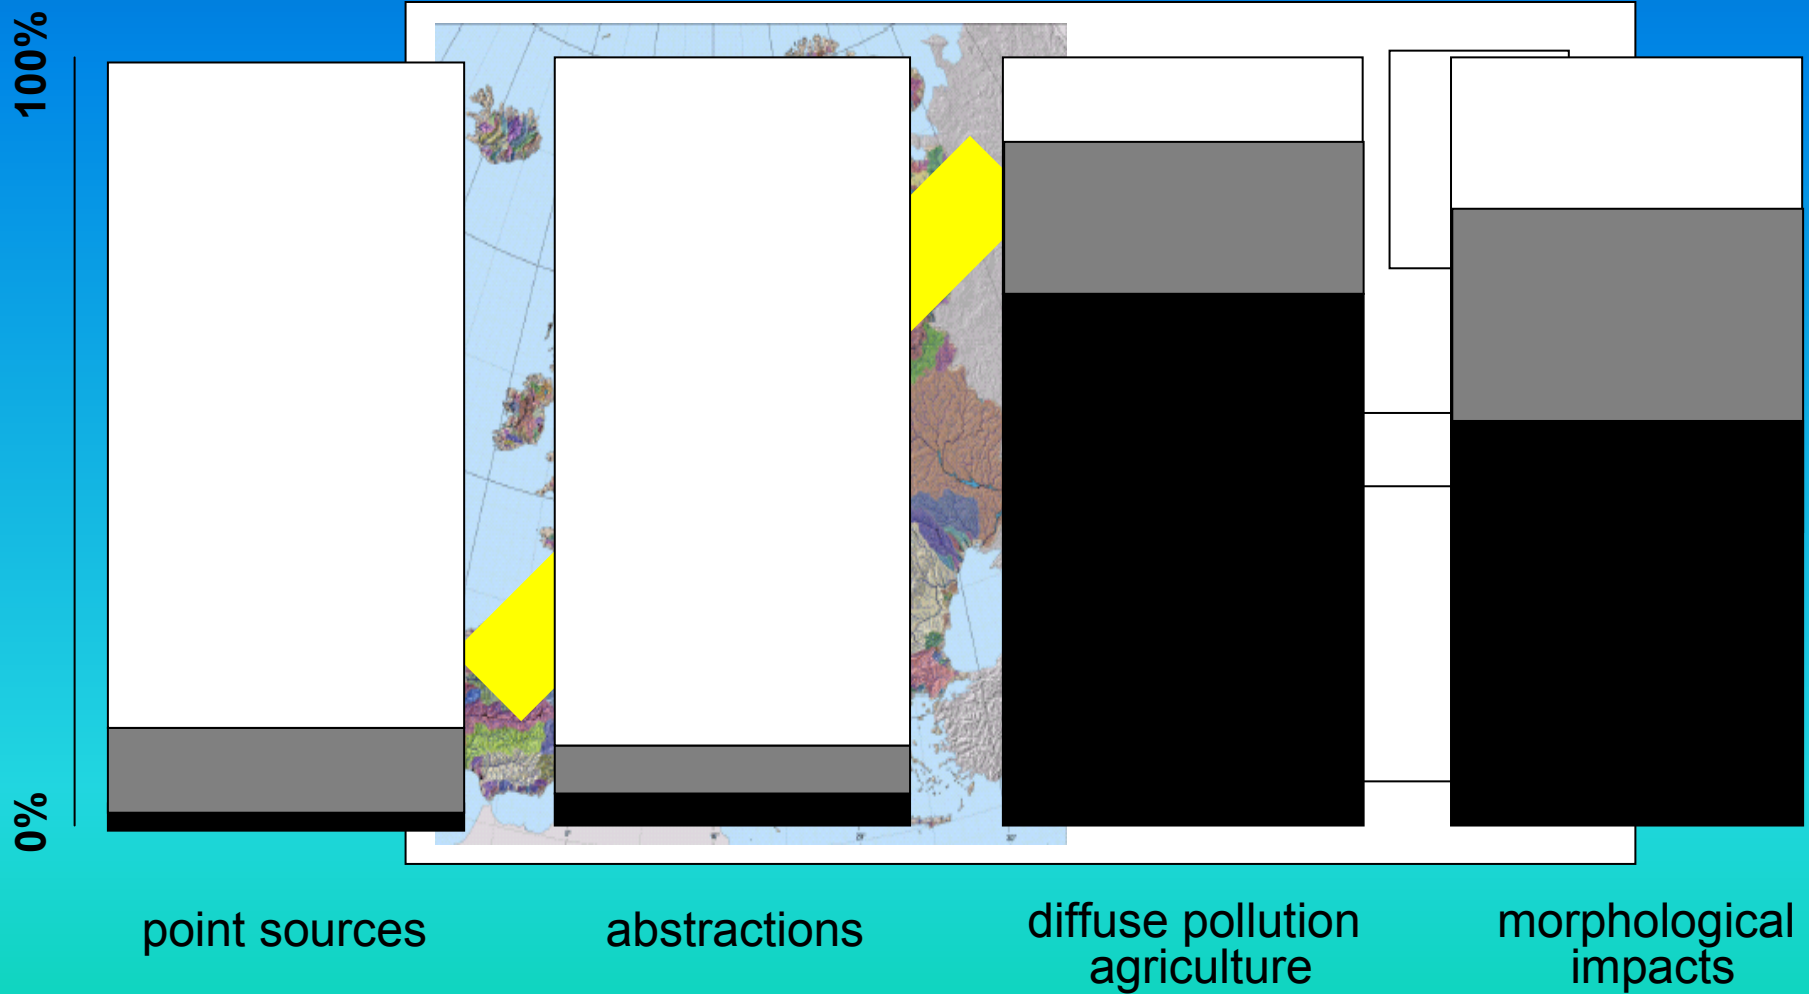 100%
0%
point sources
abstractions
diffuse pollution
agriculture
morphological
impacts